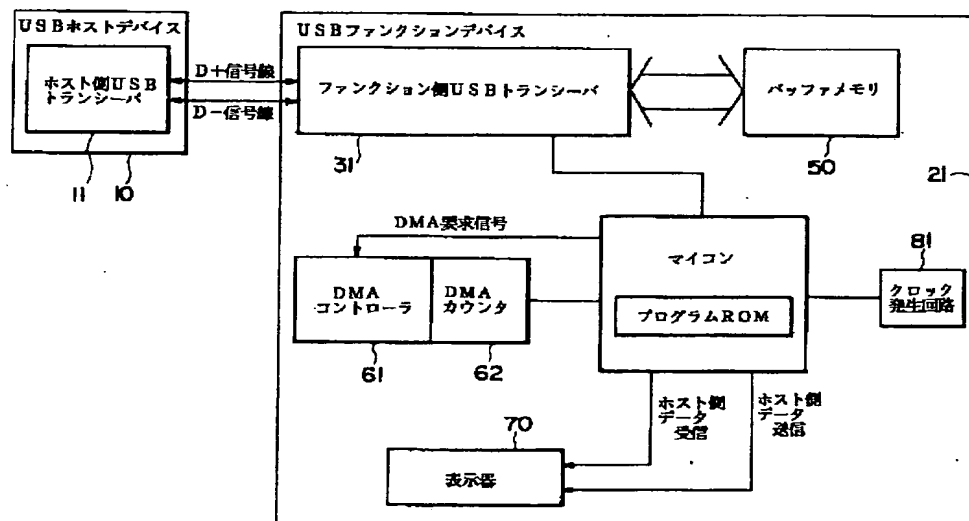 USBホストデバイス
ホスト側USB
トランシーバ
11
10
D+信号線
D-信号線
USBファンクションデバイス
ファンクション側USBトランシーバ
31
バッファメモリ
50
21
DMA要求信号
DMA
コントローラ
61
DMA
カウンタ
62
マイコン
プログラムROM
81
クロック
発生回路
ホスト側
データ
受信
ホスト側
データ
送信
70
表示器